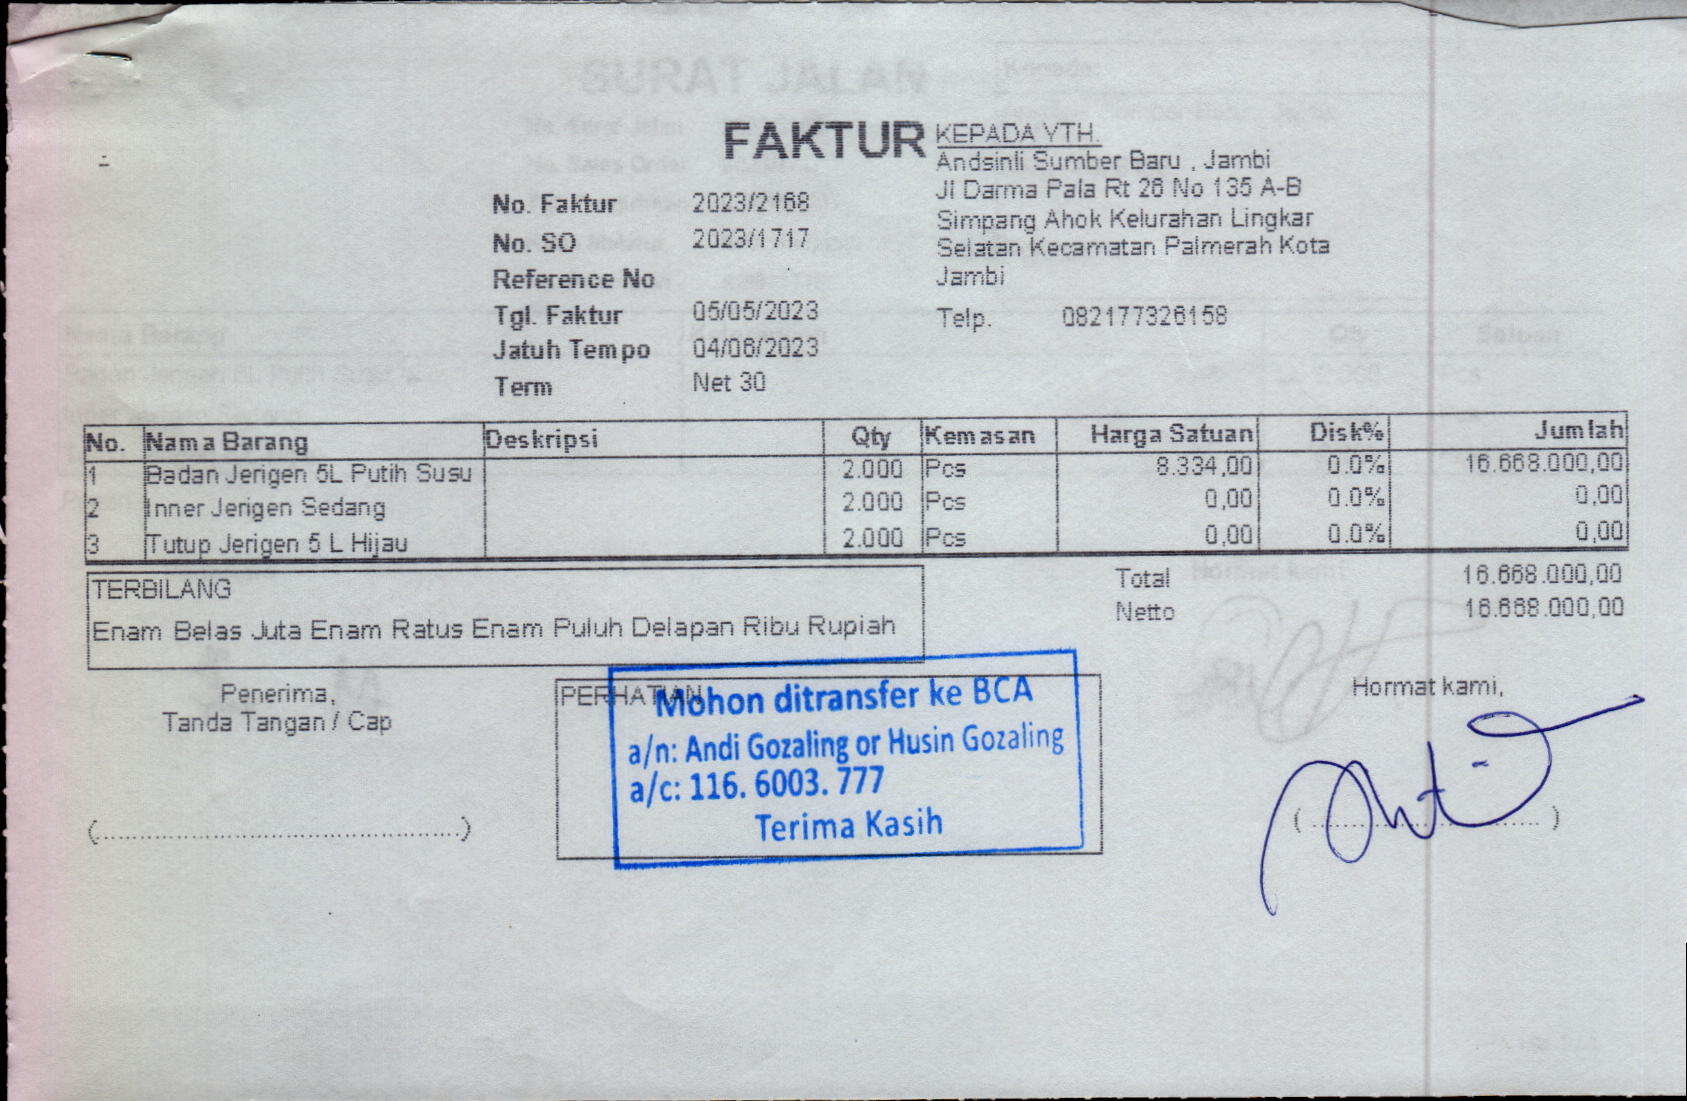 FAKTUR
KEPADA YTH.
Andsinli Sumber Baru , Jambi
Jl Darma Pala Rt 26 No 135 A-B
Simpang Ahok Kelurahan Lingkar
Selatan Kecamatan Palmerah Kota
Jambi
Telp. 082177326158
No. Faktur 2023/2168
No. SO 2023/1717
Reference No
Tgl. Faktur 05/05/2023
Jatuh Tempo 04/06/2023
Term Net 30
No. Nama Barang Deskripsi Qty Kemasan Harga Satuan Disk% Jumlah
1 Badan Jerigen 5L Putih Susu 2.000 Pcs 8.334,00 0.0% 16.668.000,00
2 Inner Jerigen Sedang 2.000 Pcs 0,00 0.0% 0,00
3 Tutup Jerigen 5 L Hijau 2.000 Pcs 0,00 0.0% 0,00
TERBILANG
Enam Belas Juta Enam Ratus Enam Puluh Delapan Ribu Rupiah
Total 16.668.000,00
Netto 16.668.000,00
Penerima,
Tanda Tangan / Cap
(..................................................)
PERHATIAN
Mohon ditransfer ke BCA
a/n: Andi Gozaling or Husin Gozaling
a/c: 116. 6003. 777
Terima Kasih
Hormat kami,
(................................)